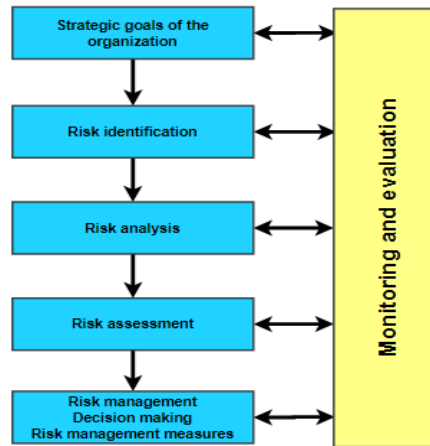 Strategic goals of the
organization
Risk identification
Risk analysis
Risk assessment
Risk management
Decision making
Risk management measures
Monitoring and evaluation